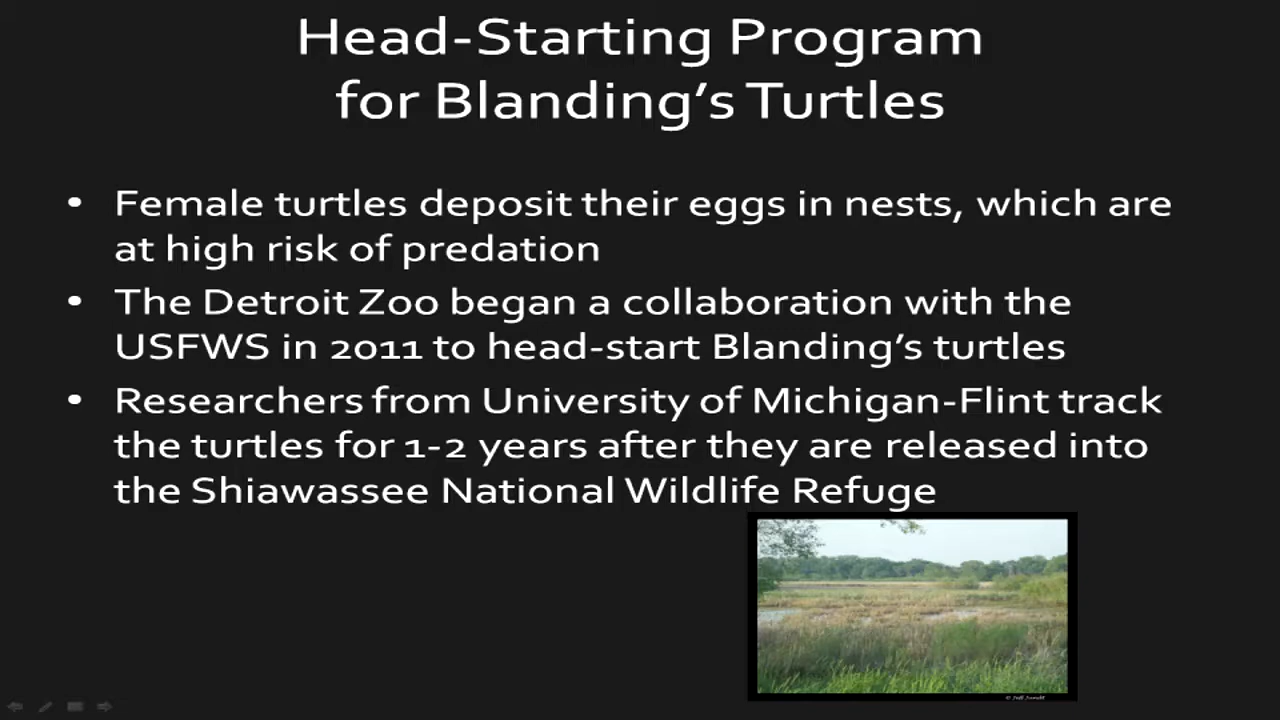 Head-Starting Program
for Blanding's Turtles
• Female turtles deposit their eggs in nests, which are
at high risk of predation
• The Detroit Zoo began a collaboration with the
USFWS in 2011 to head-start Blanding's turtles
• Researchers from University of Michigan-Flint track
the turtles for 1-2 years after they are released into
the Shiawassee National Wildlife Refuge